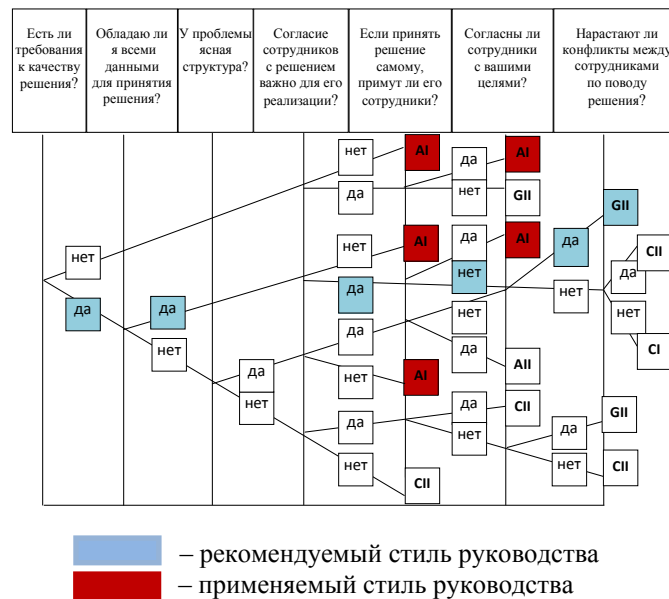 Есть ли
требования
к качеству
решения?
Обладаю ли
я всеми
данными
для принятия
решения?
У проблемы
ясная
структура?
Согласие
сотрудников
с решением
важно для его
реализации?
Если принять
решение
самому,
примут ли его
сотрудники?
Согласны ли
сотрудники
с вашими
целями?
Нарастают ли
конфликты между
сотрудниками
по поводу
решения?
нет
AI
да
AI
да
нет
GII
GII
нет
AI
да
AI
да
CII
нет
да
нет
да
нет
да
да
нет
нет
нет
да
нет
CI
да
да
AII
нет
AI
нет
да
CII
GII
да
нет
да
нет
нет
CII
CII
– рекомендуемый стиль руководства
– применяемый стиль руководства